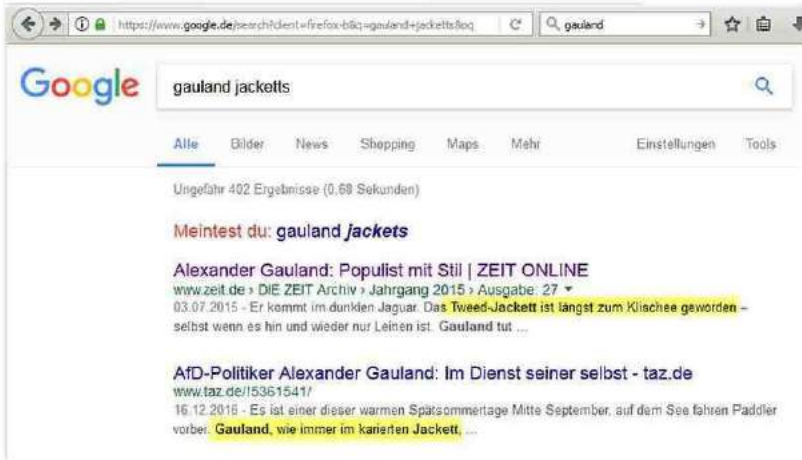 https://www.google.de/search?client=firefox-b&q=gauland+jacketts&oq
gauland
Google
gauland jacketts
Alle Bilder News Shopping Maps Mehr Einstellungen Tools
Ungefähr 402 Ergebnisse (0,68 Sekunden)
Meintest du: gauland jackets
Alexander Gauland: Populist mit Stil | ZEIT ONLINE
www.zeit.de › DIE ZEIT Archiv › Jahrgang 2015 › Ausgabe: 27
03.07.2015 - Er kommt im dunklen Jaguar. Das Tweed-Jackett ist längst zum Klischee geworden –
selbst wenn es hin und wieder nur Leinen ist. Gauland tut ...
AfD-Politiker Alexander Gauland: Im Dienst seiner selbst - taz.de
www.taz.de/!5361541/
16.12.2016 - Es ist einer dieser warmen Spätsommertage Mitte September, auf dem See fahren Paddler
vorbei. Gauland, wie immer im karierten Jackett, ...